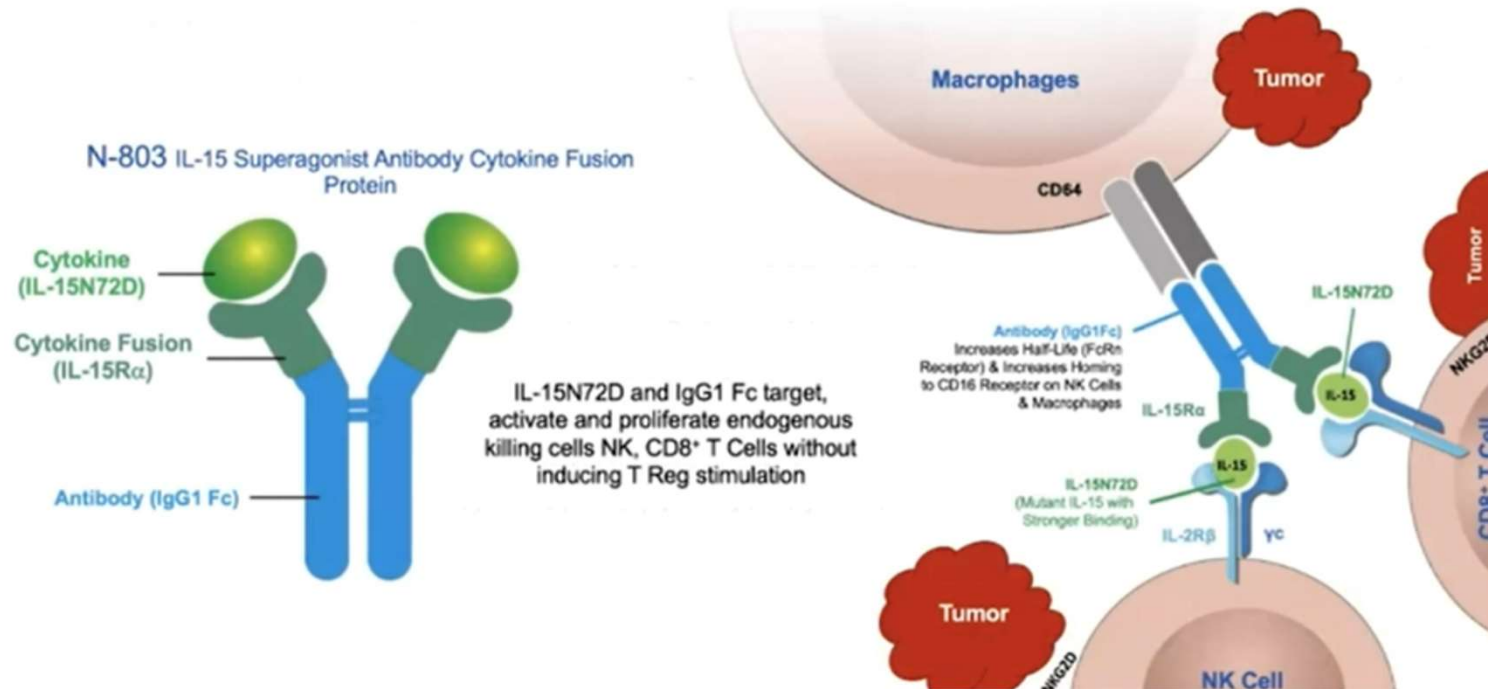 N-803 IL-15 Superagonist Antibody Cytokine Fusion
Protein
Cytokine
(IL-15N72D)
Cytokine Fusion
(IL-15Rα)
Antibody (IgG1 Fc)
IL-15N72D and IgG1 Fc target,
activate and proliferate endogenous
killing cells NK, CD8⁺ T Cells without
inducing T Reg stimulation
Macrophages
Tumor
CD64
Tumor
IL-15N72D
Antibody (IgG1Fc)
Increases Half-Life (FcRn
Receptor) & Increases Homing
to CD16 Receptor on NK Cells
& Macrophages
NKG2D
IL-15
IL-15Rα
IL-15
IL-15N72D
(Mutant IL-15 with
Stronger Binding)
IL-2Rβ
γc
CD8⁺ T Cell
Tumor
NKG2D
NK Cell